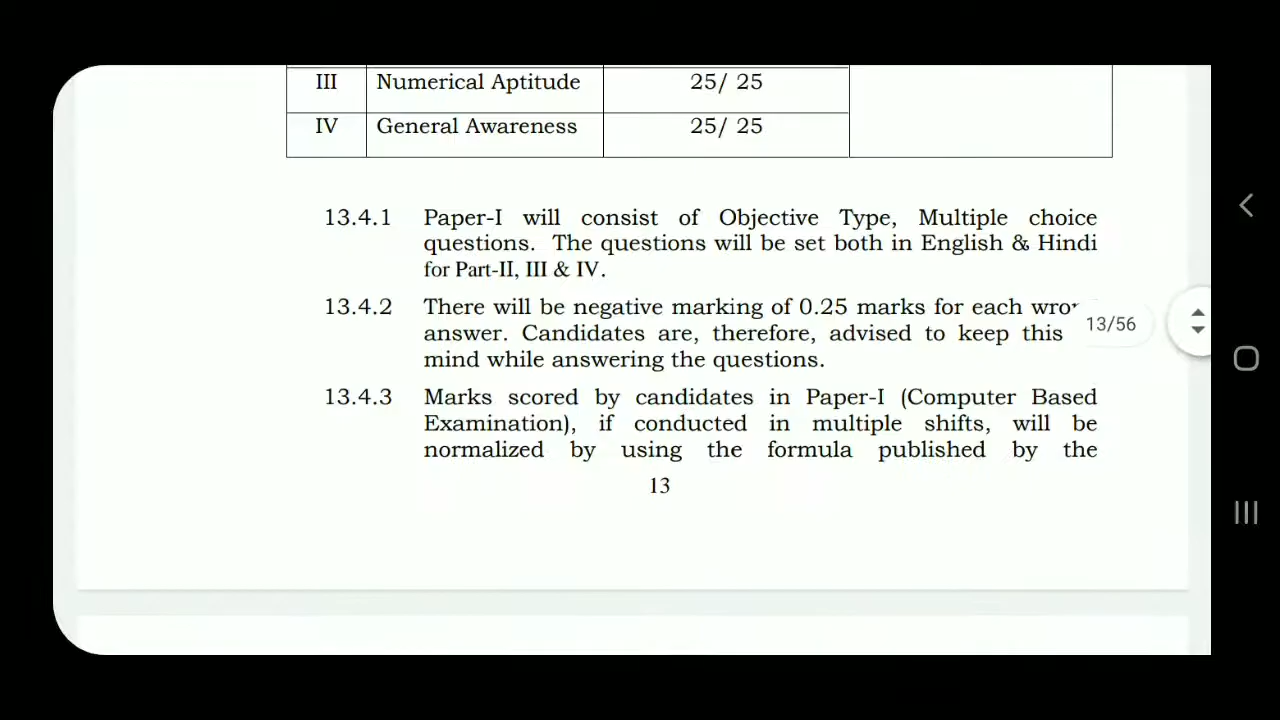 III Numerical Aptitude 25/ 25
IV General Awareness 25/ 25
13.4.1 Paper-I will consist of Objective Type, Multiple choice
questions. The questions will be set both in English & Hindi
for Part-II, III & IV.
13.4.2 There will be negative marking of 0.25 marks for each
answer. Candidates are, therefore, advised to keep this
mind while answering the questions.
13/56
13.4.3 Marks scored by candidates in Paper-I (Computer Based
Examination), if conducted in multiple shifts, will be
normalized by using the formula published by the
13